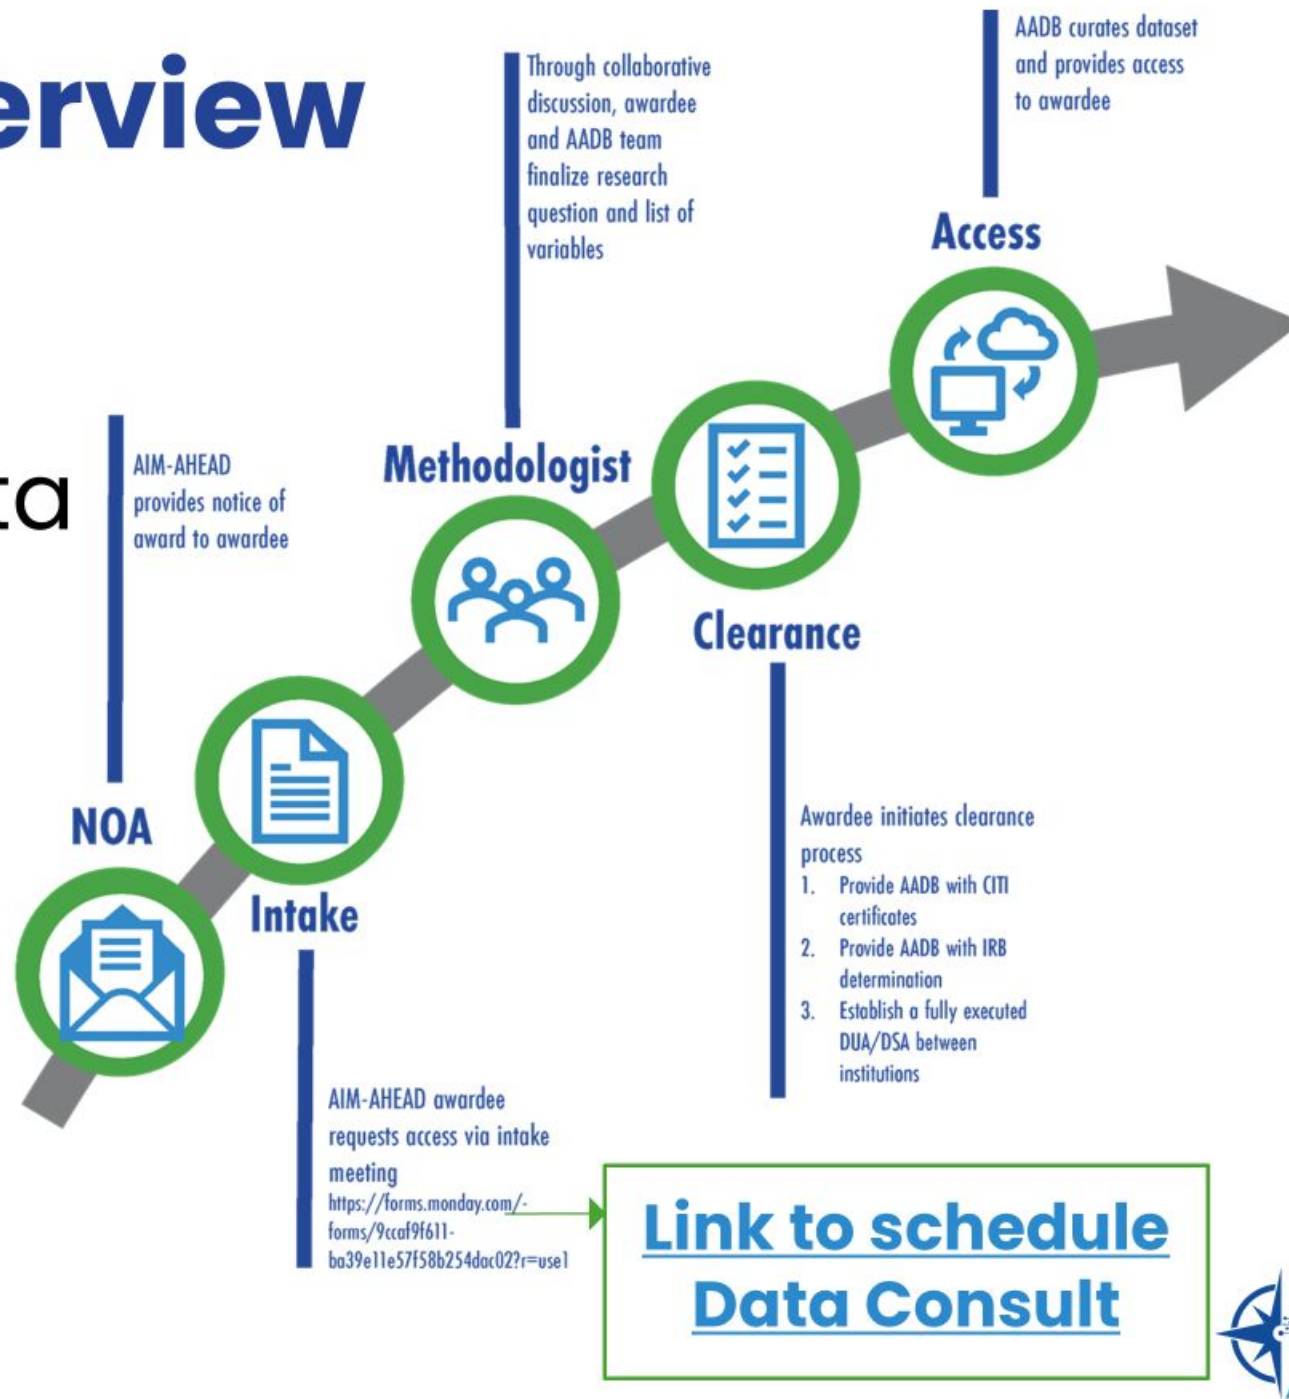 erview
ta
AIM-AHEAD
provides notice of
award to awardee
NOA
Intake
AIM-AHEAD awardee
requests access via intake
meeting
https://forms.monday.com/-
forms/9ccaf9f611-
ba39e11e57f58b254dac02?r=use1
Link to schedule
Data Consult
Through collaborative
discussion, awardee
and AADB team
finalize research
question and list of
variables
Methodologist
Clearance
Awardee initiates clearance
process
1. Provide AADB with CITI
certificates
2. Provide AADB with IRB
determination
3. Establish a fully executed
DUA/DSA between
institutions
AADB curates dataset
and provides access
to awardee
Access